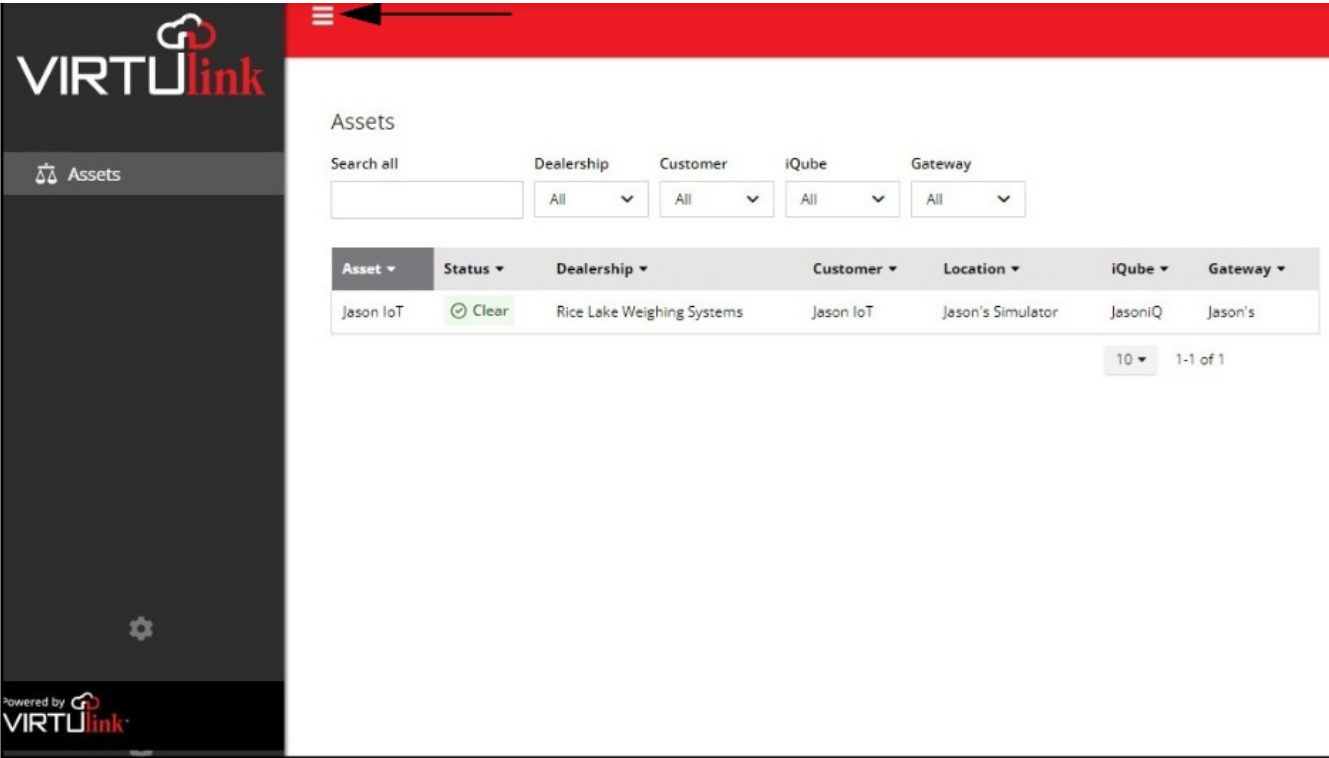 VIRTUlink
Assets
Assets
Search all Dealership Customer iQube Gateway
All All All All
Asset Status Dealership Customer Location iQube Gateway
Jason IoT Clear Rice Lake Weighing Systems Jason IoT Jason's Simulator JasoniQ Jason's
10 1-1 of 1
Powered by
VIRTUlink